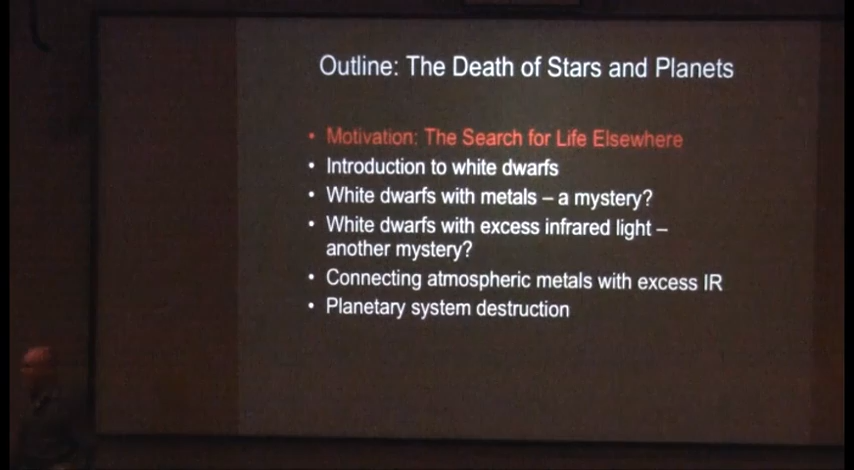 Outline: The Death of Stars and Planets
• Motivation: The Search for Life Elsewhere
• Introduction to white dwarfs
• White dwarfs with metals – a mystery?
• White dwarfs with excess infrared light –
another mystery?
• Connecting atmospheric metals with excess IR
• Planetary system destruction